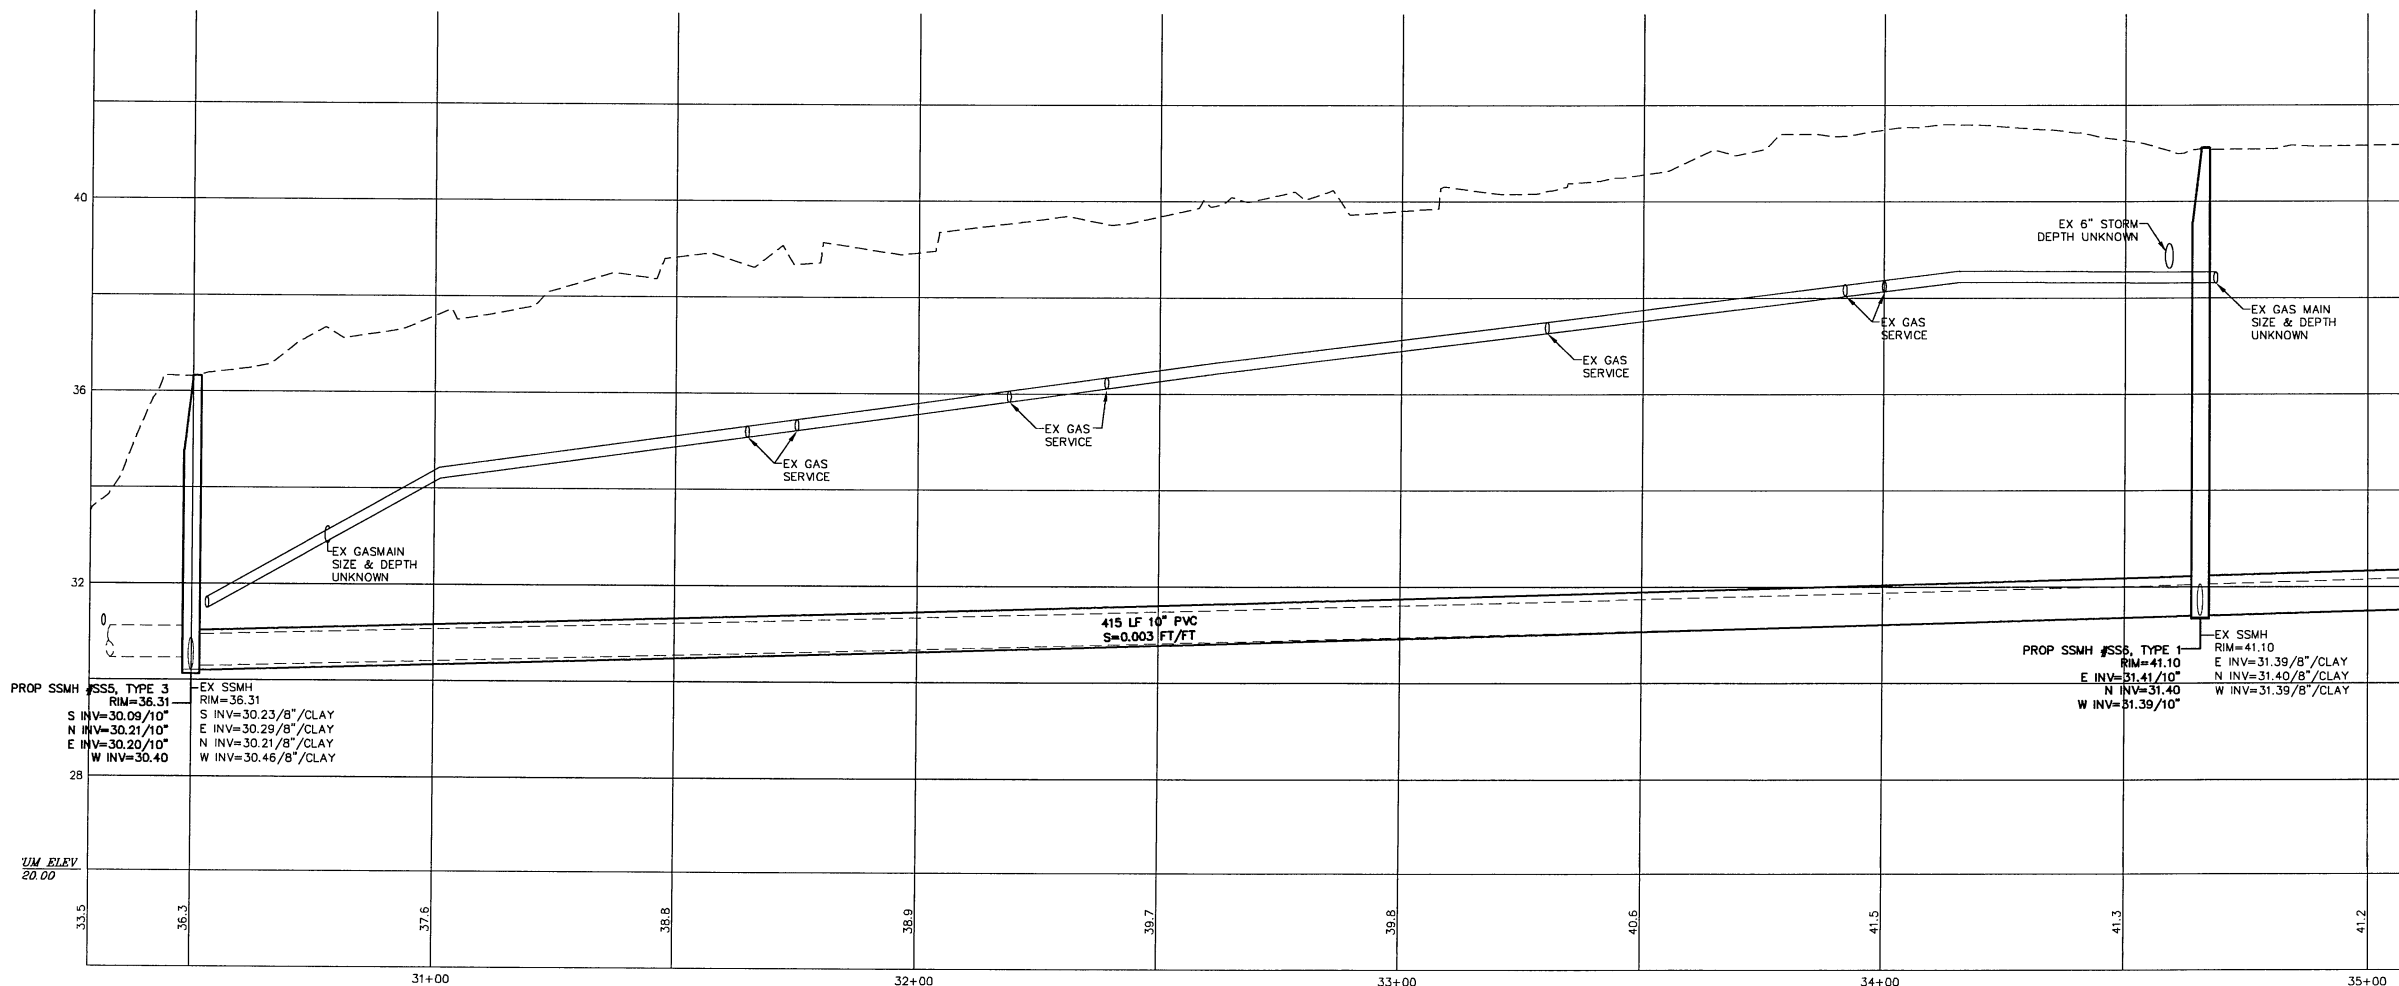 40
36
32
28
'UM ELEV
20.00
EX 6" STORM
DEPTH UNKNOWN
EX GAS MAIN
SIZE & DEPTH
UNKNOWN
EX GAS
SERVICE
EX GAS
SERVICE
EX GAS
SERVICE
EX GAS
SERVICE
EX GASMAIN
SIZE & DEPTH
UNKNOWN
415 LF 10" PVC
S=0.003 FT/FT
PROP SSMH #SS5, TYPE 3
RIM=36.31
S INV=30.09/10"
N INV=30.21/10"
E INV=30.20/10"
W INV=30.40
EX SSMH
RIM=36.31
S INV=30.23/8"/CLAY
E INV=30.29/8"/CLAY
N INV=30.21/8"/CLAY
W INV=30.46/8"/CLAY
PROP SSMH #SS6, TYPE 1
RIM=41.10
E INV=31.41/10"
N INV=31.40
W INV=31.39/10"
EX SSMH
RIM=41.10
E INV=31.39/8"/CLAY
N INV=31.40/8"/CLAY
W INV=31.39/8"/CLAY
33.5
36.3
37.6
38.8
38.9
39.7
39.8
40.6
41.5
41.3
41.2
31+00
32+00
33+00
34+00
35+00